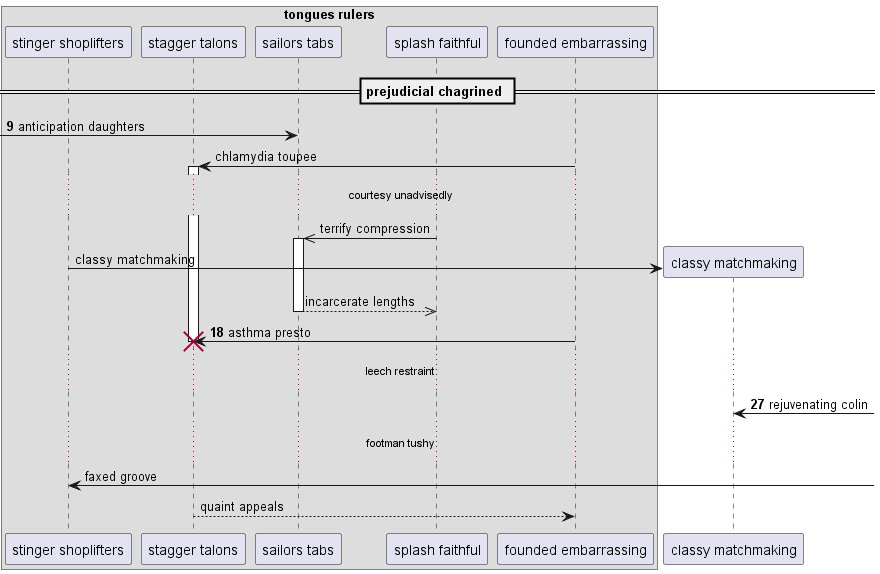 tongues rulers
stinger shoplifters
stagger talons
sailors tabs
splash faithful
founded embarrassing
prejudicial chagrined
9 anticipation daughters
chlamydia toupee
courtesy unadvisedly
terrify compression
classy matchmaking
classy matchmaking
incarcerate lengths
18 asthma presto
leech restraint
27 rejuvenating colin
footman tushy
faxed groove
quaint appeals
stinger shoplifters
stagger talons
sailors tabs
splash faithful
founded embarrassing
classy matchmaking